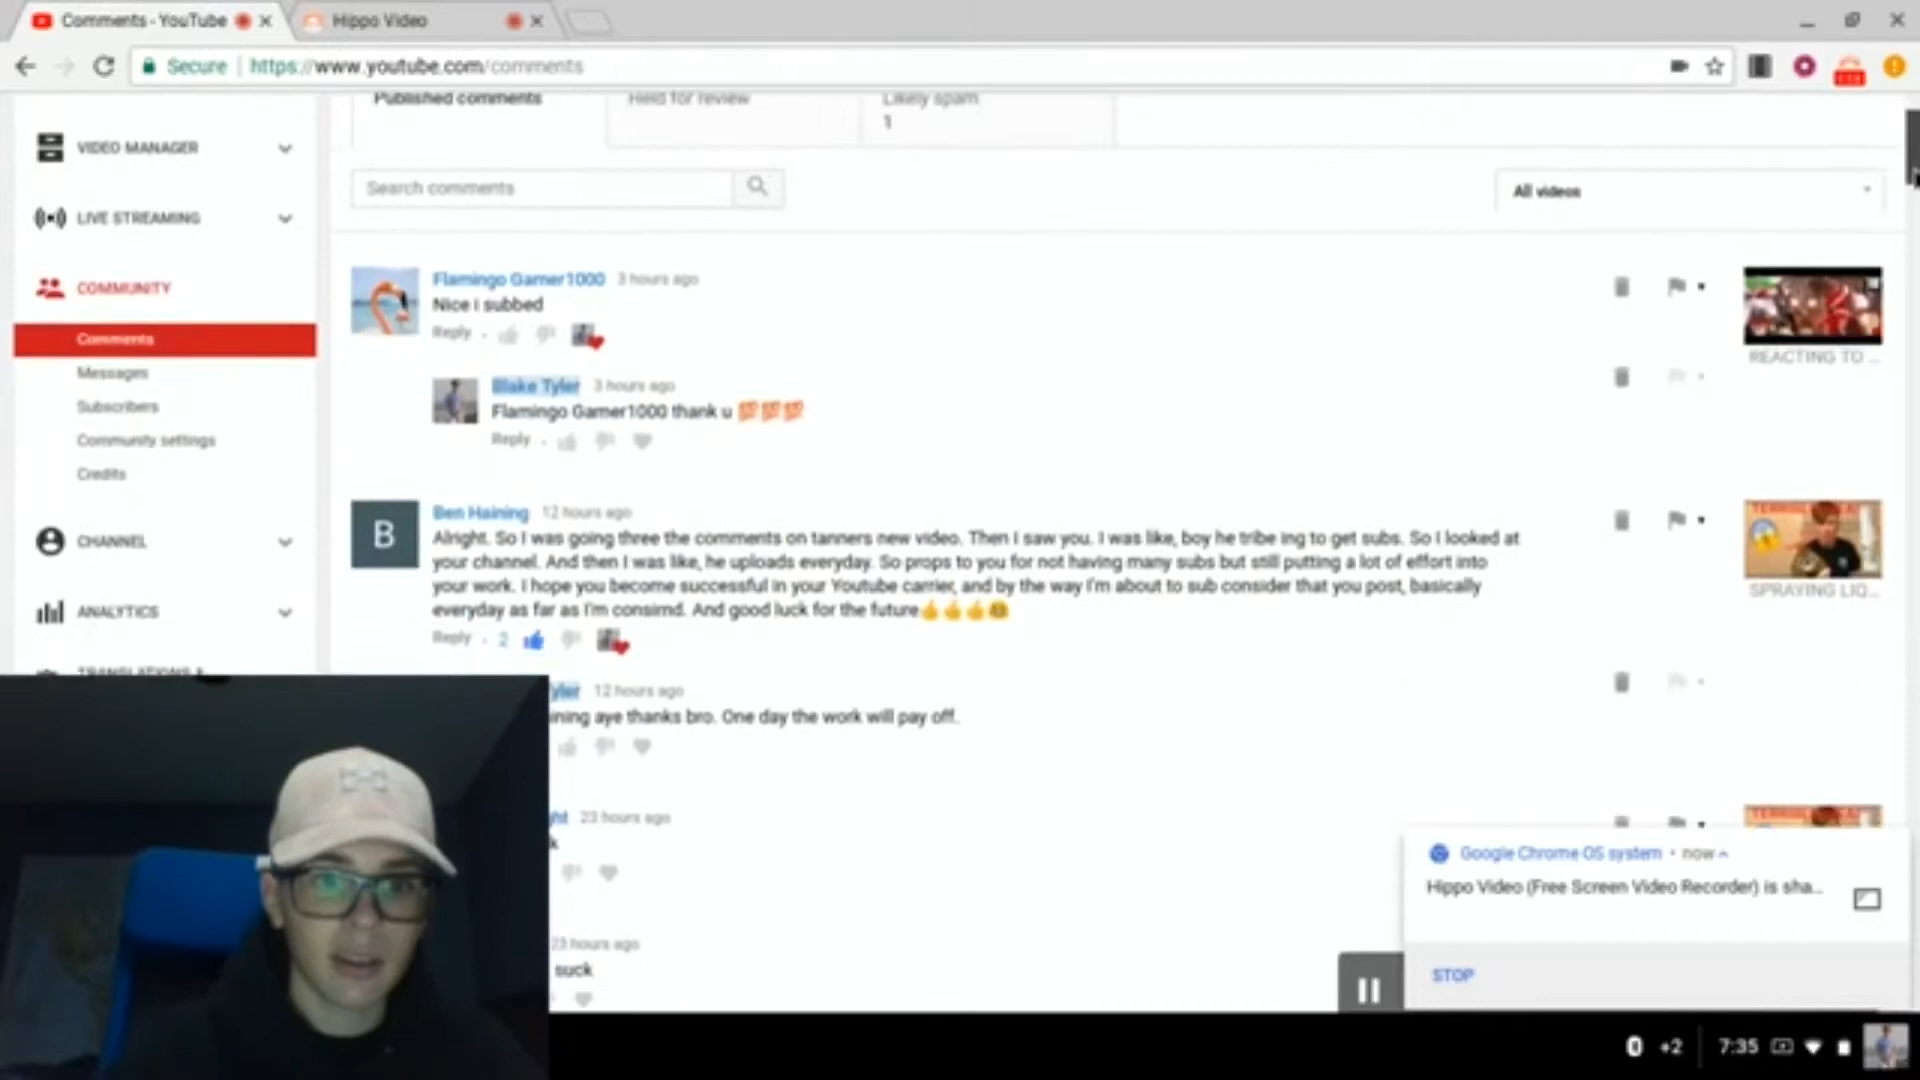 Comments - YouTube
Hippo Video
Secure | https://www.youtube.com/comments
Published comments
Held for review
Likely spam
1
VIDEO MANAGER
Search comments
All videos
LIVE STREAMING
COMMUNITY
Flamingo Gamer1000 3 hours ago
Nice i subbed
Reply
REACTING TO ...
Comments
Messages
Blake Tyler 3 hours ago
Flamingo Gamer1000 thank u 💯💯💯
Reply
Subscribers
Community settings
Credits
B
Ben Haining 12 hours ago
Alright. So I was going three the comments on tanners new video. Then I saw you. I was like, boy he tribe ing to get subs. So I looked at
your channel. And then I was like, he uploads everyday. So props to you for not having many subs but still putting a lot of effort into
your work. I hope you become successful in your Youtube carrier, and by the way I'm about to sub consider that you post, basically
everyday as far as I'm consirnd. And good luck for the future👍👍👍
Reply 2
SPRAYING LIQ...
CHANNEL
ANALYTICS
yler 12 hours ago
ining aye thanks bro. One day the work will pay off.
ght 23 hours ago
k
23 hours ago
suck
Google Chrome OS system • now
Hippo Video (Free Screen Video Recorder) is sha...
STOP
+2
7:35